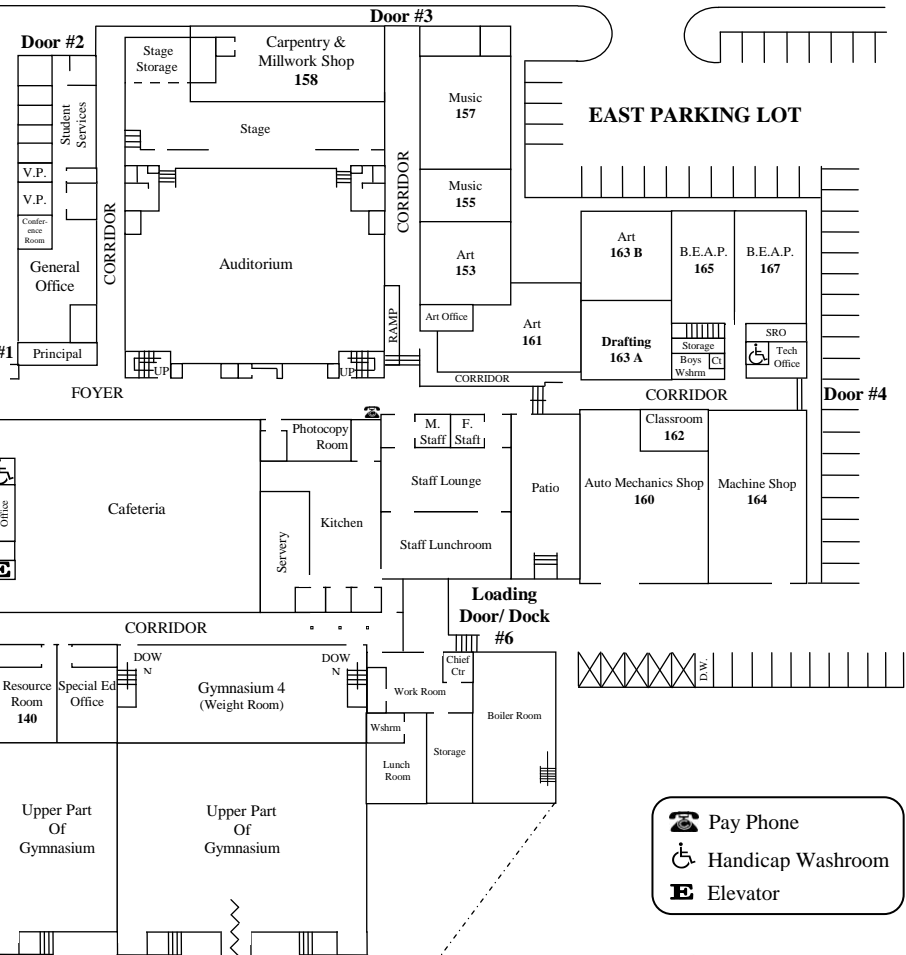 Door #3
Door #2
Stage
Storage
Carpentry &
Millwork Shop
158
Student
Services
Music
157
EAST PARKING LOT
Stage
V.P.
V.P.
Confer-
ence
Room
CORRIDOR
CORRIDOR
Music
155
General
Office
Auditorium
Art
153
Art
163 B
B.E.A.P.
165
B.E.A.P.
167
RAMP
Art Office
Art
161
Drafting
163 A
Storage
Boys
Wshrm
Ct
SRO
Tech
Office
#1
Principal
UP
UP
FOYER
CORRIDOR
CORRIDOR
Door #4
Photocopy
Room
M.
Staff
F.
Staff
Classroom
162
Cafeteria
Office
E
Servery
Kitchen
Staff Lounge
Staff Lunchroom
Patio
Auto Mechanics Shop
160
Machine Shop
164
Loading
Door/ Dock
#6
CORRIDOR
DOW
N
DOW
N
Resource
Room
140
Special Ed
Office
Gymnasium 4
(Weight Room)
Chief
Ctr
Work Room
Boiler Room
D.W.
Wshrm
Lunch
Room
Storage
Upper Part
Of
Gymnasium
Upper Part
Of
Gymnasium
Pay Phone
Handicap Washroom
E Elevator